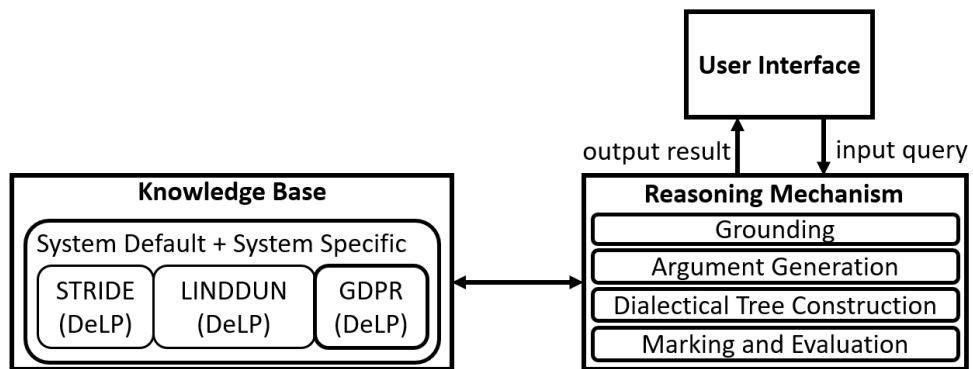 User Interface
output result
input query
Knowledge Base
System Default + System Specific
STRIDE
(DeLP)
LINDDUN
(DeLP)
GDPR
(DeLP)
Reasoning Mechanism
Grounding
Argument Generation
Dialectical Tree Construction
Marking and Evaluation